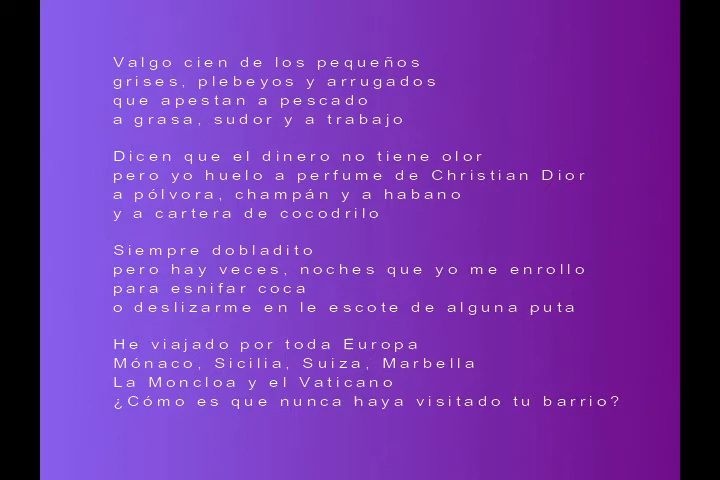 Valgo cien de los pequeños
grises, plebeyos y arrugados
que apestan a pescado
a grasa, sudor y a trabajo
Dicen que el dinero no tiene olor
pero yo huelo a perfume de Christian Dior
a pólvora, champán y a habano
y a cartera de cocodrilo
Siempre dobladito
pero hay veces, noches que yo me enrollo
para esnifar coca
o deslizarme en le escote de alguna puta
He viajado por toda Europa
Mónaco, Sicilia, Suiza, Marbella
La Moncloa y el Vaticano
¿Cómo es que nunca haya visitado tu barrio?